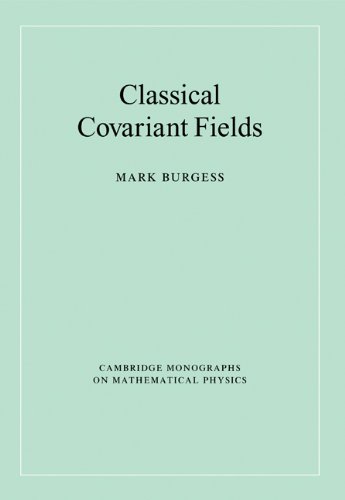 Classical
Covariant Fields
MARK BURGESS
CAMBRIDGE MONOGRAPHS
ON MATHEMATICAL PHYSICS